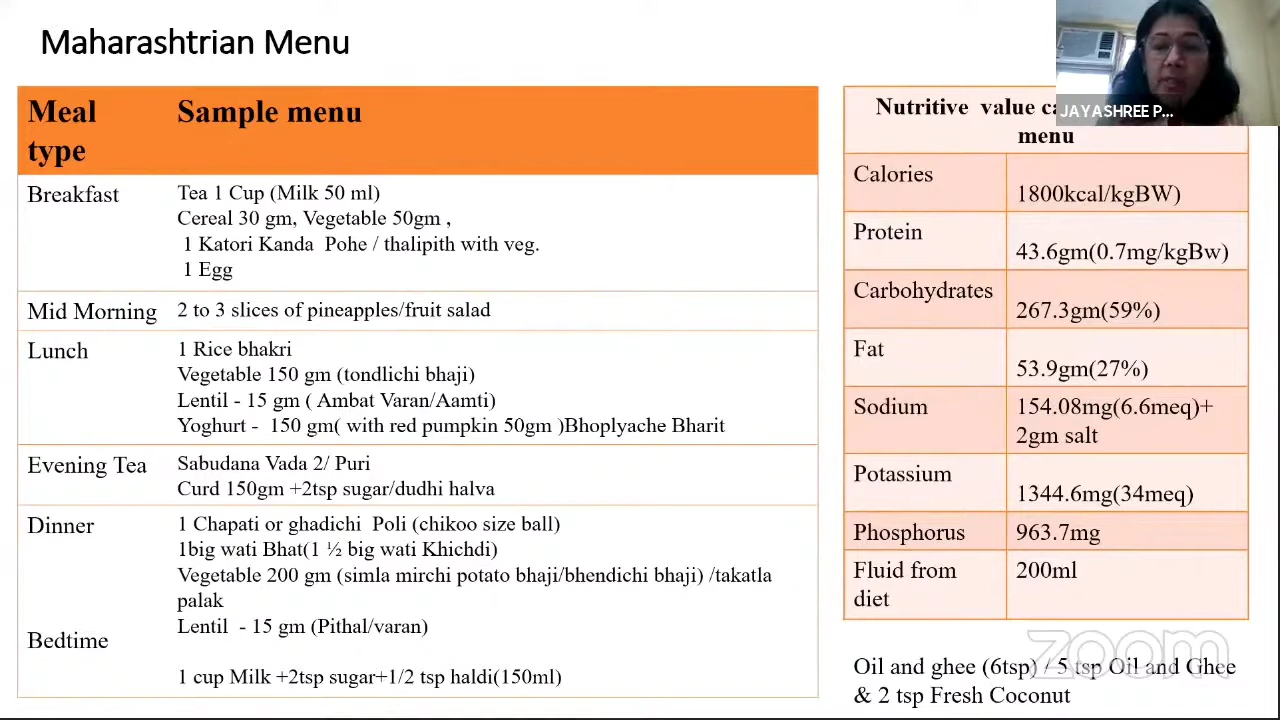 Maharashtrian Menu
JAYASHREE P...
Meal type
Sample menu
Breakfast
Tea 1 Cup (Milk 50 ml)
Cereal 30 gm, Vegetable 50gm ,
1 Katori Kanda Pohe / thalipith with veg.
1 Egg
Mid Morning
2 to 3 slices of pineapples/fruit salad
Lunch
1 Rice bhakri
Vegetable 150 gm (tondlichi bhaji)
Lentil - 15 gm ( Ambat Varan/Aamti)
Yoghurt - 150 gm( with red pumpkin 50gm )Bhoplyache Bharit
Evening Tea
Sabudana Vada 2/ Puri
Curd 150gm +2tsp sugar/dudhi halva
Dinner
1 Chapati or ghadichi Poli (chikoo size ball)
1big wati Bhat(1 ½ big wati Khichdi)
Vegetable 200 gm (simla mirchi potato bhaji/bhendichi bhaji) /takatla
palak
Lentil - 15 gm (Pithal/varan)
Bedtime
1 cup Milk +2tsp sugar+1/2 tsp haldi(150ml)
Nutritive value
menu
Calories
1800kcal/kgBW)
Protein
43.6gm(0.7mg/kgBw)
Carbohydrates
267.3gm(59%)
Fat
53.9gm(27%)
Sodium
154.08mg(6.6meq)+
2gm salt
Potassium
1344.6mg(34meq)
Phosphorus
963.7mg
Fluid from
diet
200ml
zoom
Oil and ghee (6tsp) / 5 tsp Oil and Ghee
& 2 tsp Fresh Coconut